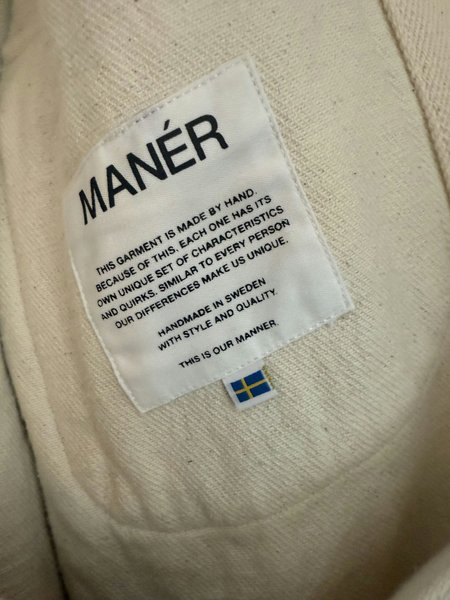 MANÉR
THIS GARMENT IS MADE BY HAND.
BECAUSE OF THIS, EACH ONE HAS ITS
OWN UNIQUE SET OF CHARACTERISTICS
AND QUIRKS. SIMILAR TO EVERY PERSON
OUR DIFFERENCES MAKE US UNIQUE.
HANDMADE IN SWEDEN
WITH STYLE AND QUALITY.
THIS IS OUR MANNER.